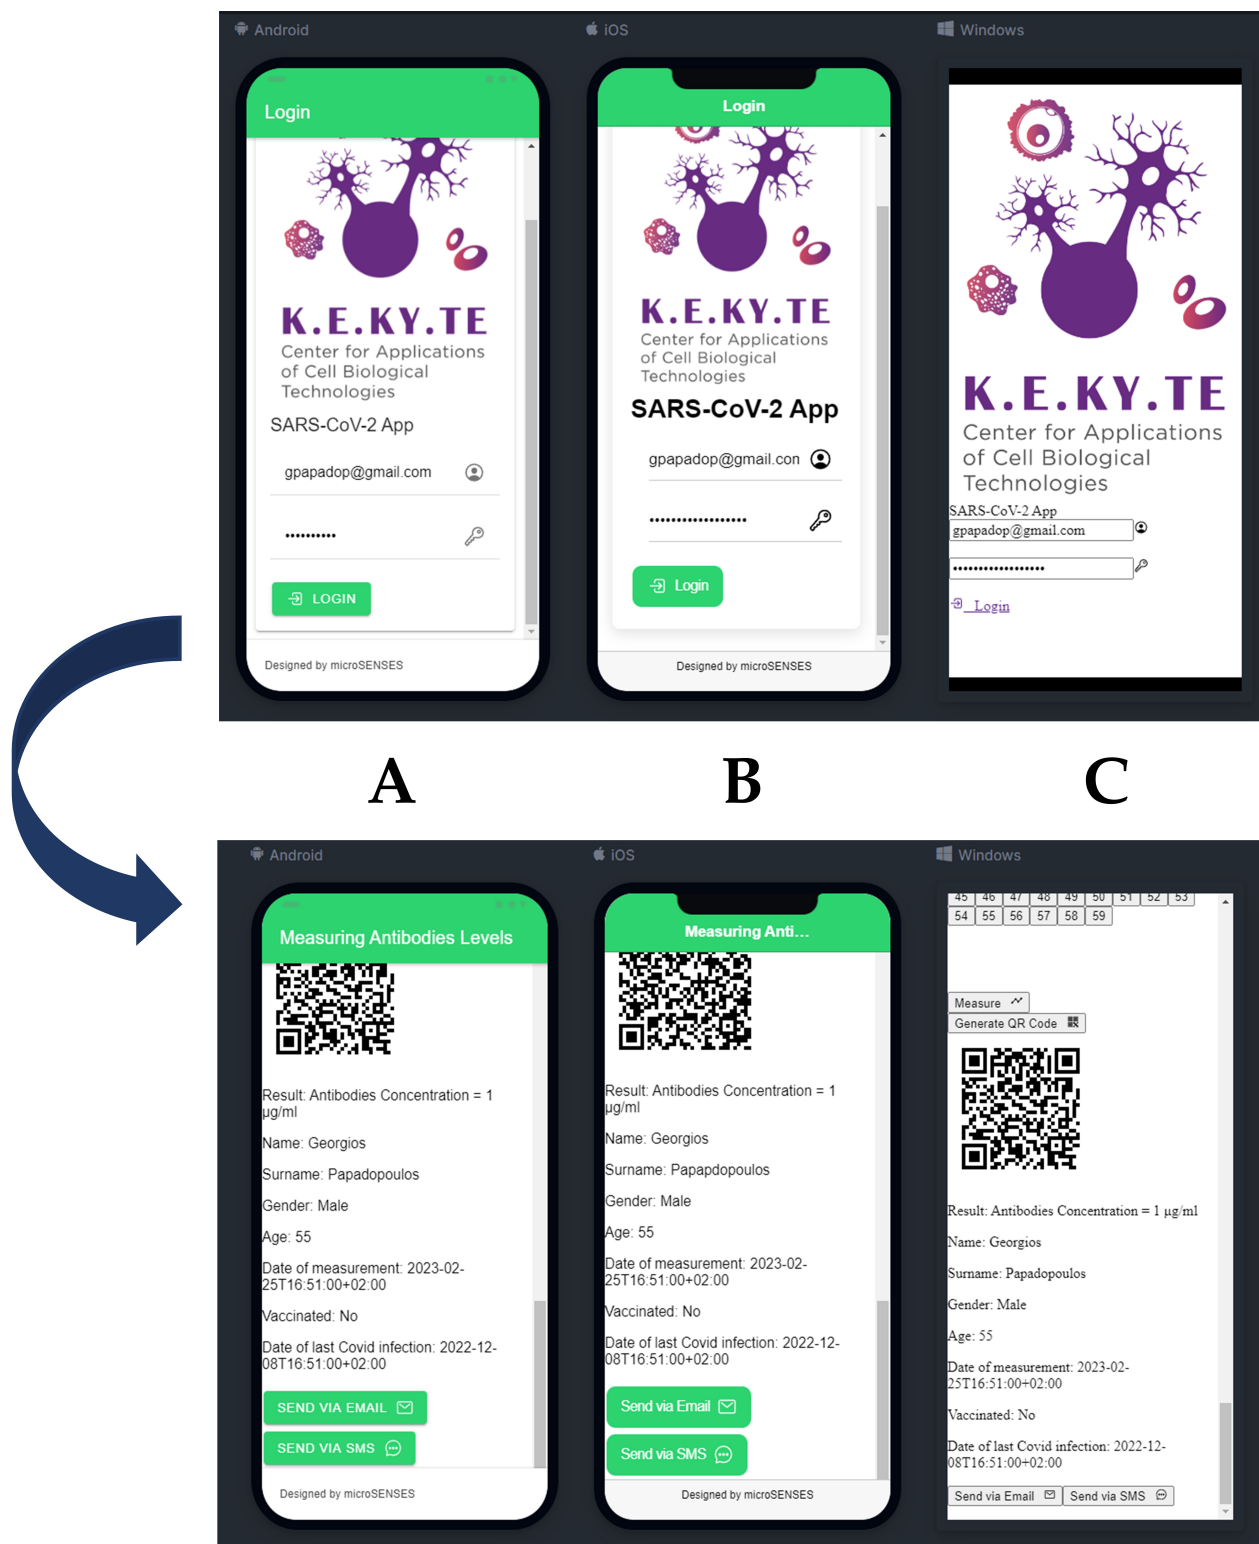 Android
iOS
Windows
Login
K.E.KY.TE
Center for Applications
of Cell Biological
Technologies
SARS-CoV-2 App
gpapadop@gmail.com
••••••••••
LOGIN
Designed by microSENSES
Login
K.E.KY.TE
Center for Applications
of Cell Biological
Technologies
SARS-CoV-2 App
gpapadop@gmail.con
••••••••••••••••••
Login
Designed by microSENSES
K.E.KY.TE
Center for Applications
of Cell Biological
Technologies
SARS-CoV-2 App
gpapadop@gmail.com
••••••••••••••••••
Login
A
B
C
Android
iOS
Windows
Measuring Antibodies Levels
Result: Antibodies Concentration = 1
µg/ml
Name: Georgios
Surname: Papadopoulos
Gender: Male
Age: 55
Date of measurement: 2023-02-
25T16:51:00+02:00
Vaccinated: No
Date of last Covid infection: 2022-12-
08T16:51:00+02:00
SEND VIA EMAIL
SEND VIA SMS
Designed by microSENSES
Measuring Anti...
Result: Antibodies Concentration = 1
µg/ml
Name: Georgios
Surname: Papapdopoulos
Gender: Male
Age: 55
Date of measurement: 2023-02-
25T16:51:00+02:00
Vaccinated: No
Date of last Covid infection: 2022-12-
08T16:51:00+02:00
Send via Email
Send via SMS
Designed by microSENSES
45 46 47 48 49 50 51 52 53
54 55 56 57 58 59
Measure
Generate QR Code
Result: Antibodies Concentration = 1 µg/ml
Name: Georgios
Surname: Papadopoulos
Gender: Male
Age: 55
Date of measurement: 2023-02-
25T16:51:00+02:00
Vaccinated: No
Date of last Covid infection: 2022-12-
08T16:51:00+02:00
Send via Email Send via SMS